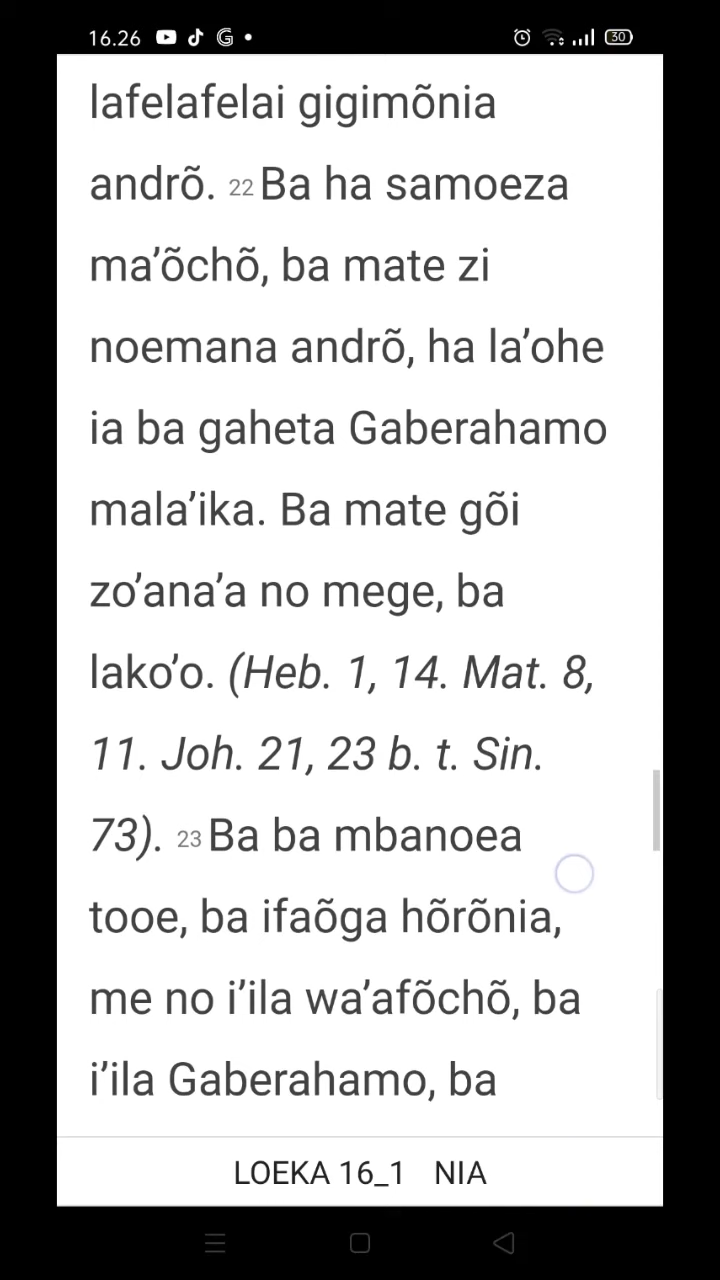 16.26
30
lafelafelai gigimõnia
andrõ. 22 Ba ha samoeza
ma’õchõ, ba mate zi
noemana andrõ, ha la’ohe
ia ba gaheta Gaberahamo
mala’ika. Ba mate gõi
zo’ana’a no mege, ba
lako’o. (Heb. 1, 14. Mat. 8,
11. Joh. 21, 23 b. t. Sin.
73). 23 Ba ba mbanoea
tooe, ba ifaõga hõrõnia,
me no i’ila wa’afõchõ, ba
i’ila Gaberahamo, ba
LOEKA 16_1 NIA